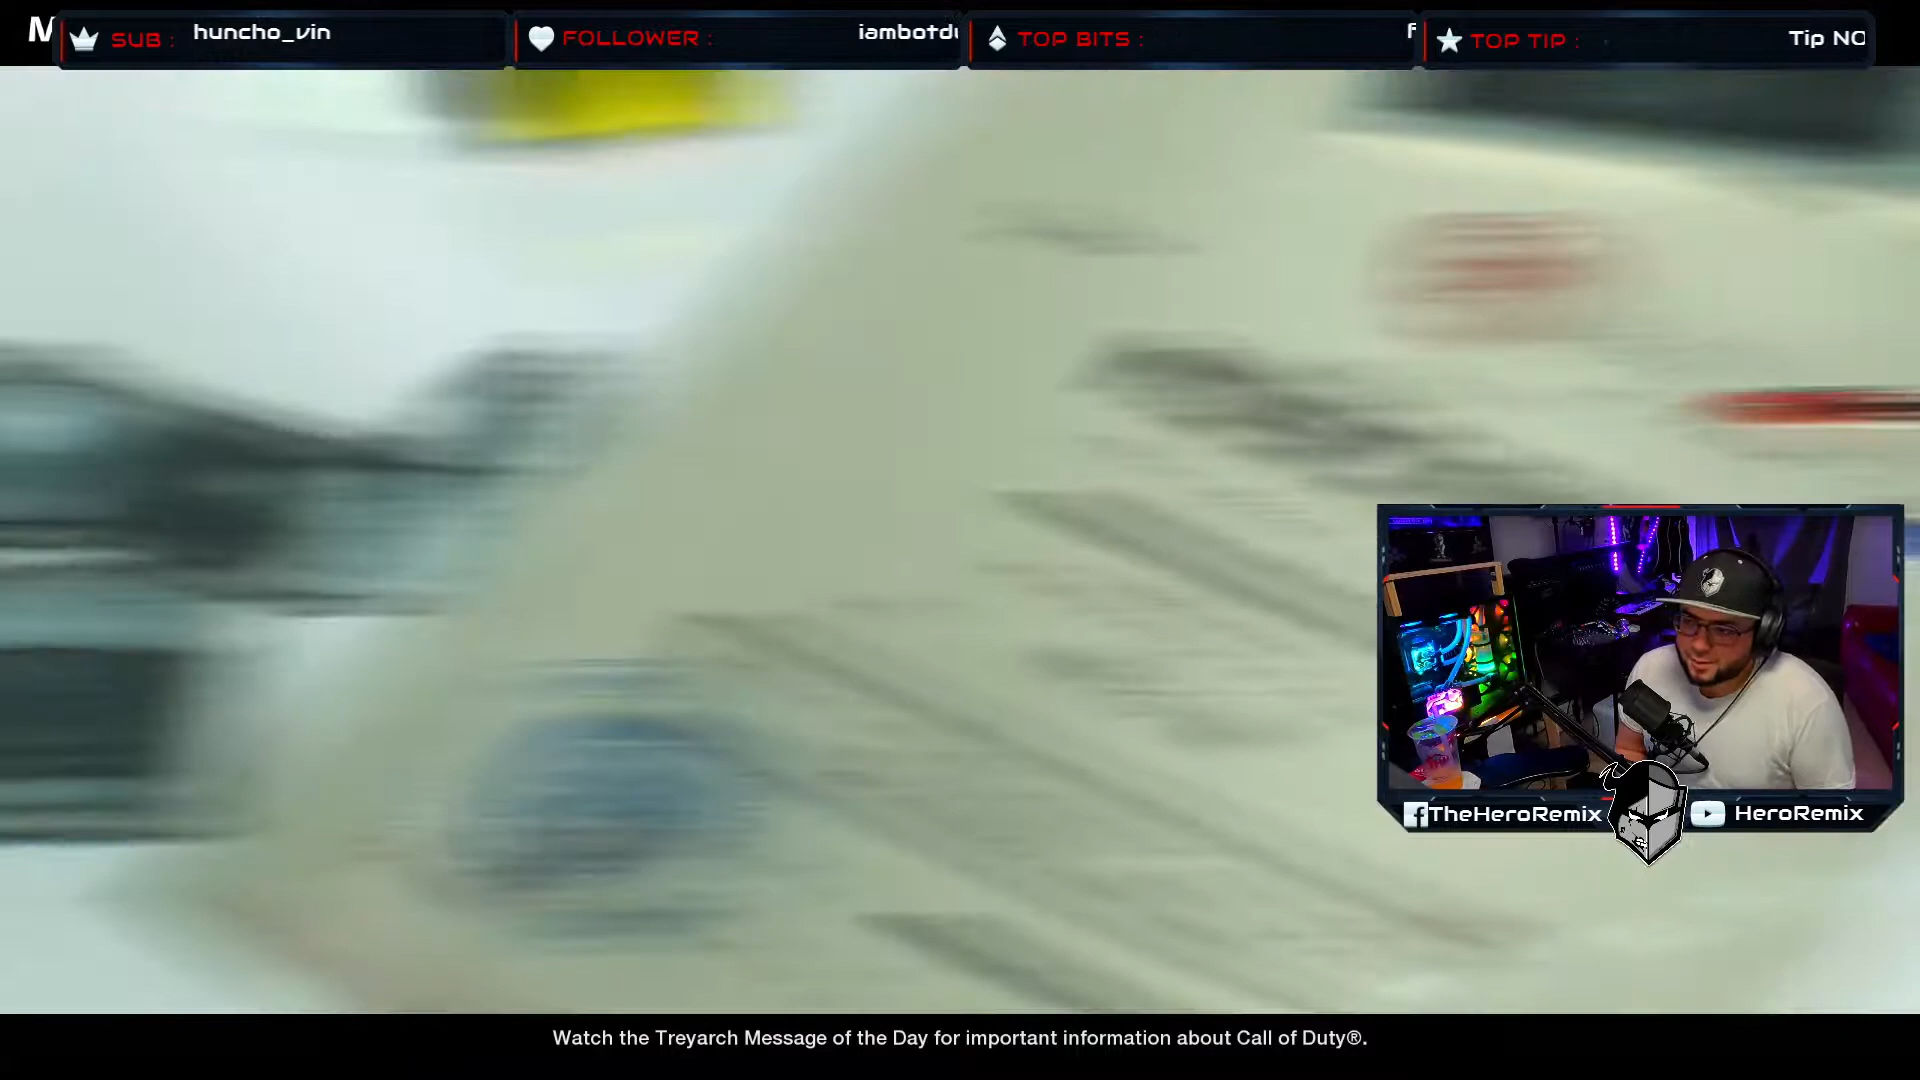 M
SUB : huncho_vin
FOLLOWER : iambotdu
TOP BITS : f
TOP TIP : Tip NO
TheHeroRemix
HeroRemix
Watch the Treyarch Message of the Day for important information about Call of Duty®.